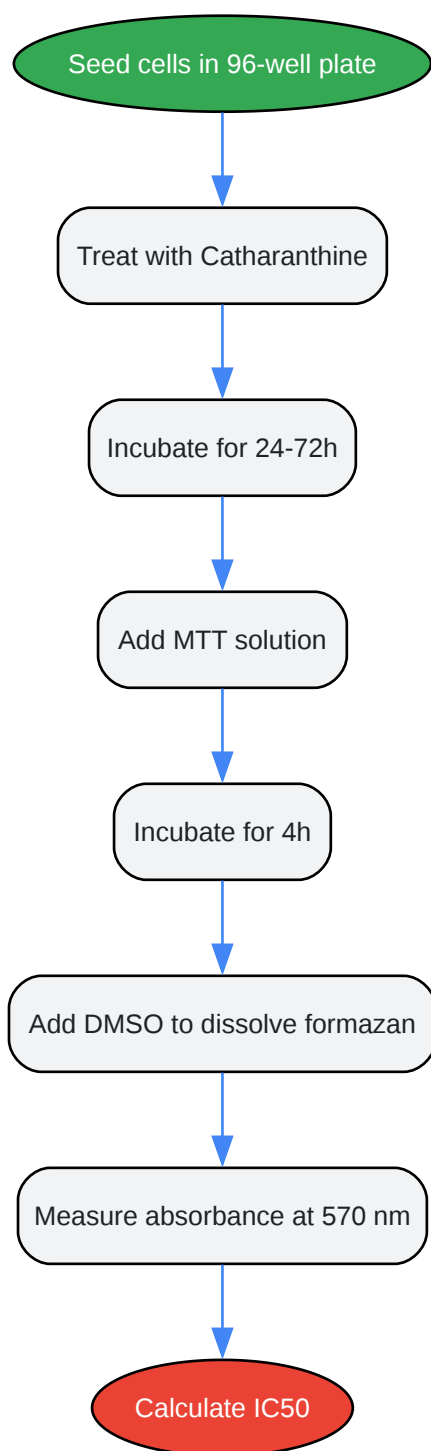 Seed cells in 96-well plate
Treat with Catharanthine
Incubate for 24-72h
Add MTT solution
Incubate for 4h
Add DMSO to dissolve formazan
Measure absorbance at 570 nm
Calculate IC50